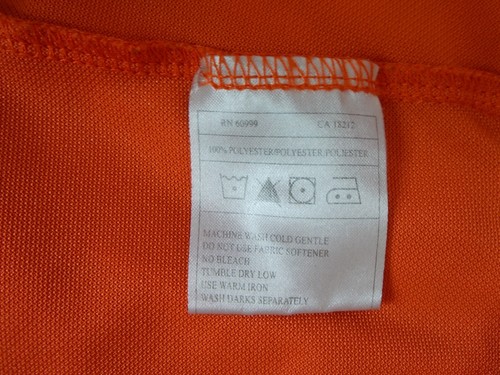 RN 60999 CA 13212
100% POLYESTER/POLYESTER/POLIESTER
MACHINE WASH COLD GENTLE
DO NOT USE FABRIC SOFTENER
NO BLEACH
TUMBLE DRY LOW
USE WARM IRON
WASH DARKS SEPARATELY